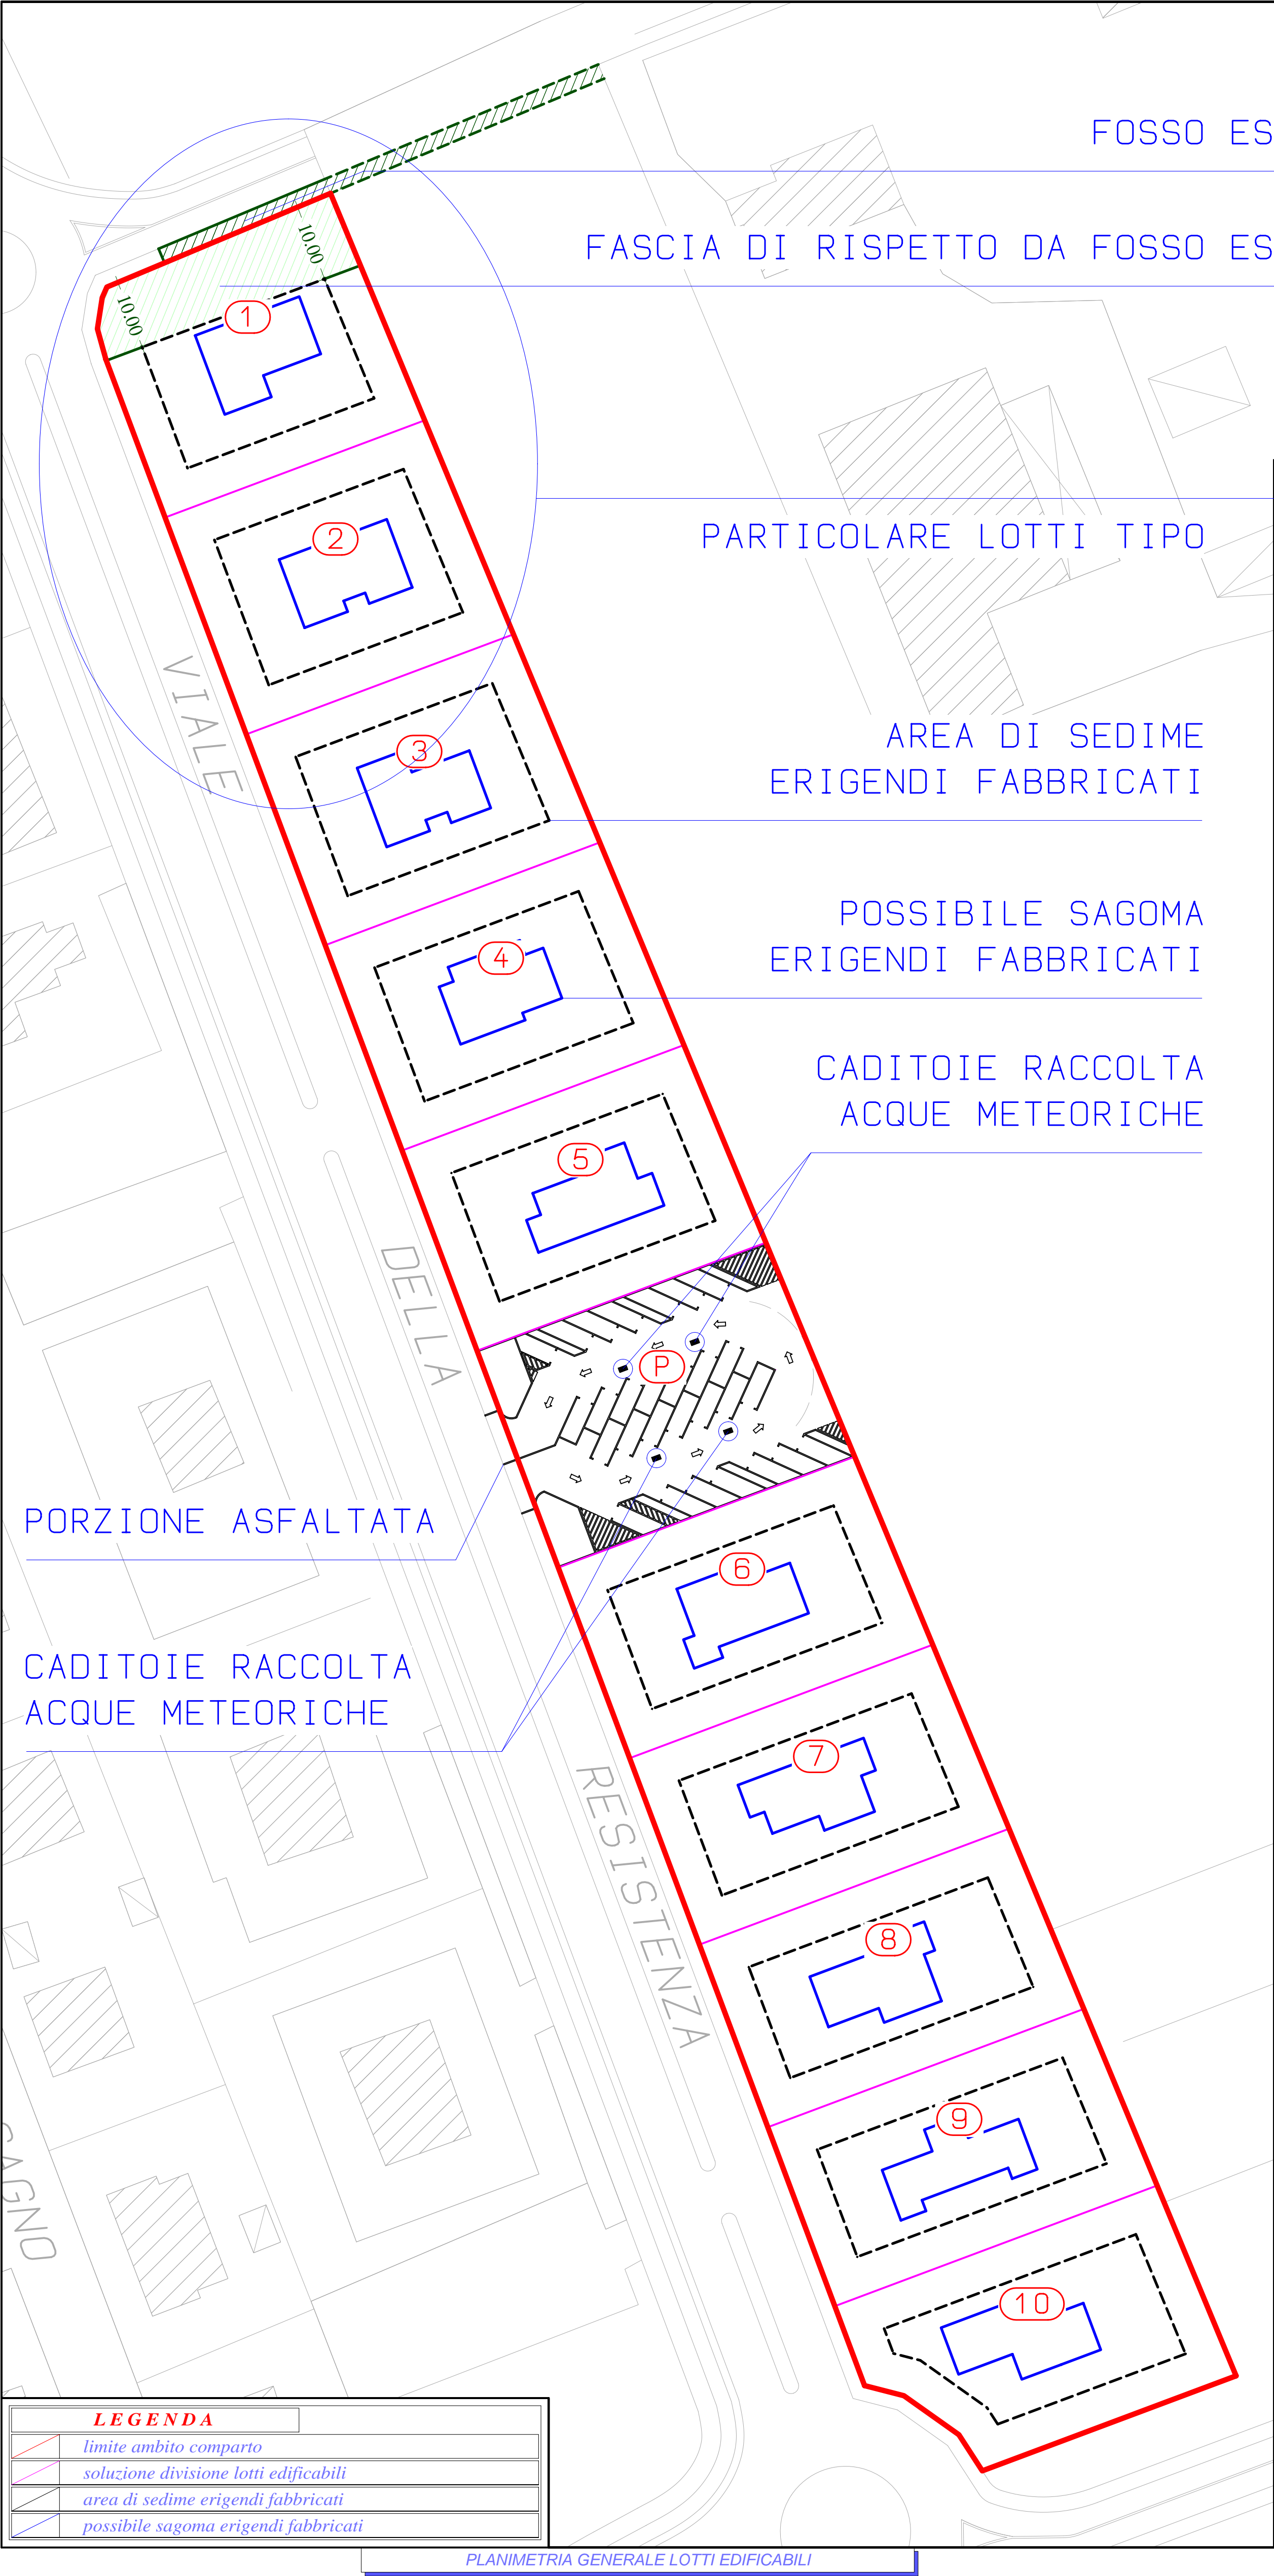 FOSSO ES
FASCIA DI RISPETTO DA FOSSO ES
10.00
10.00
1
2
PARTICOLARE LOTTI TIPO
VIALE
3
AREA DI SEDIME
ERIGENDI FABBRICATI
4
POSSIBILE SAGOMA
ERIGENDI FABBRICATI
CADITOIE RACCOLTA
ACQUE METEORICHE
5
DELLA
P
PORZIONE ASFALTATA
6
CADITOIE RACCOLTA
ACQUE METEORICHE
7
RESISTENZA
8
9
AGNO
10
LEGENDA
limite ambito comparto
soluzione divisione lotti edificabili
area di sedime erigendi fabbricati
possibile sagoma erigendi fabbricati
PLANIMETRIA GENERALE LOTTI EDIFICABILI